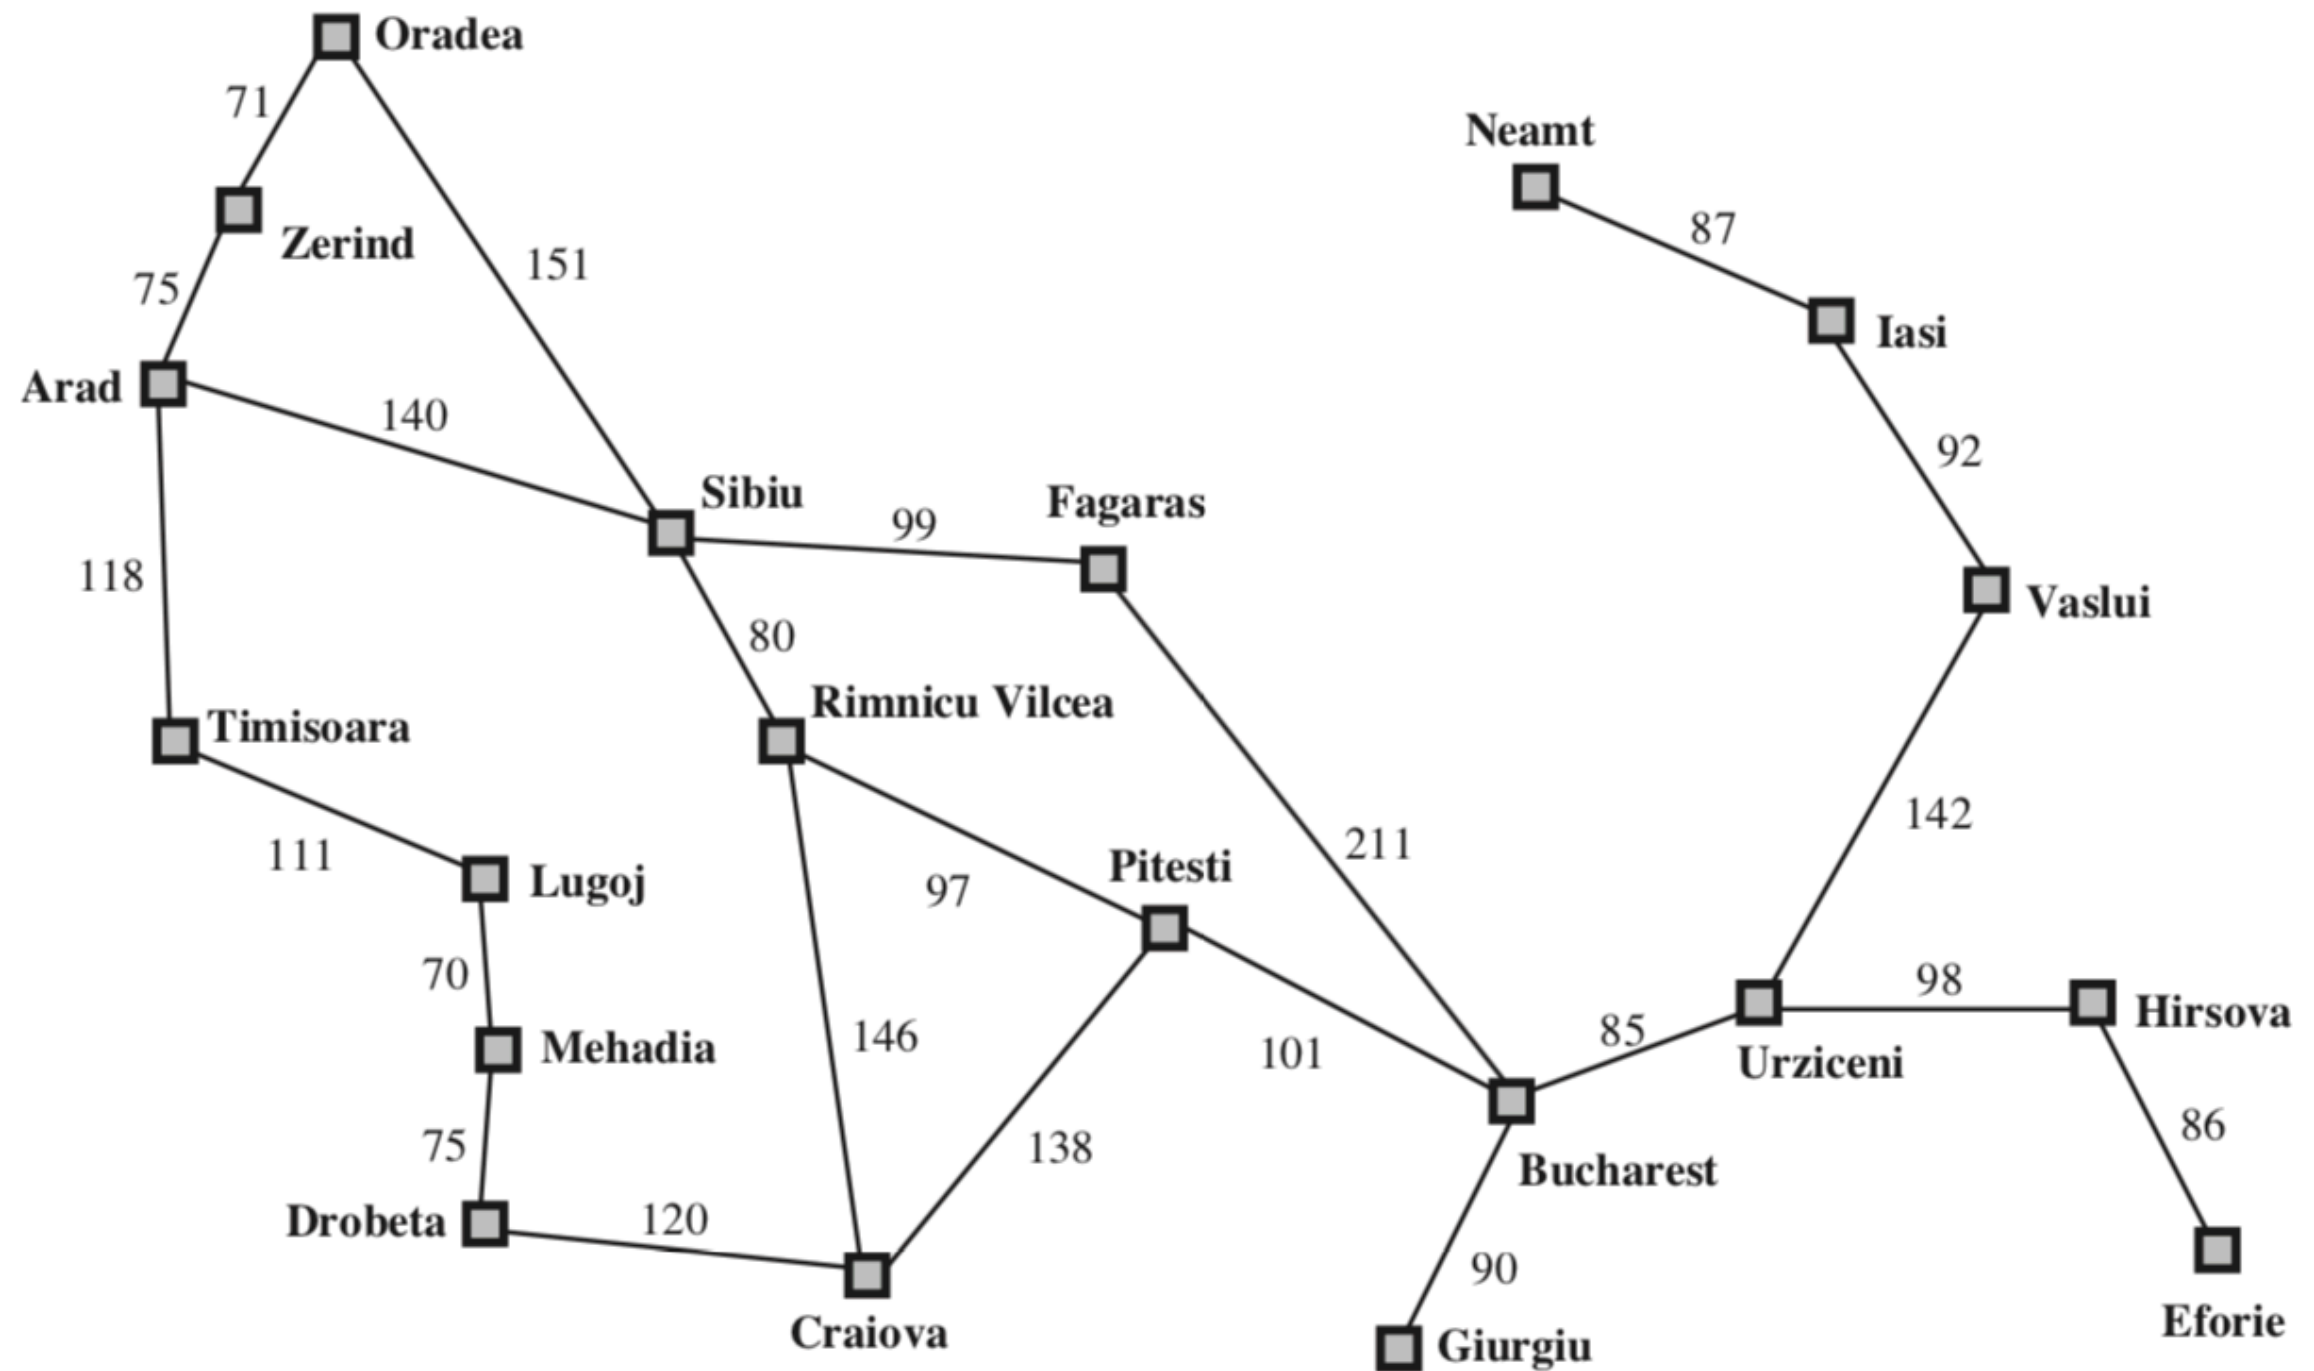 Oradea
71
Neamt
87
Zerind
151
75
Iasi
Arad
140
92
Sibiu
Fagaras
99
118
Vaslui
80
Rimnicu Vilcea
Timisoara
142
111
Lugoj
97
Pitesti
211
70
98
Hirsova
Mehadia
146
101
85
Urziceni
75
138
86
Bucharest
Drobeta
120
90
Craiova
Giurgiu
Eforie